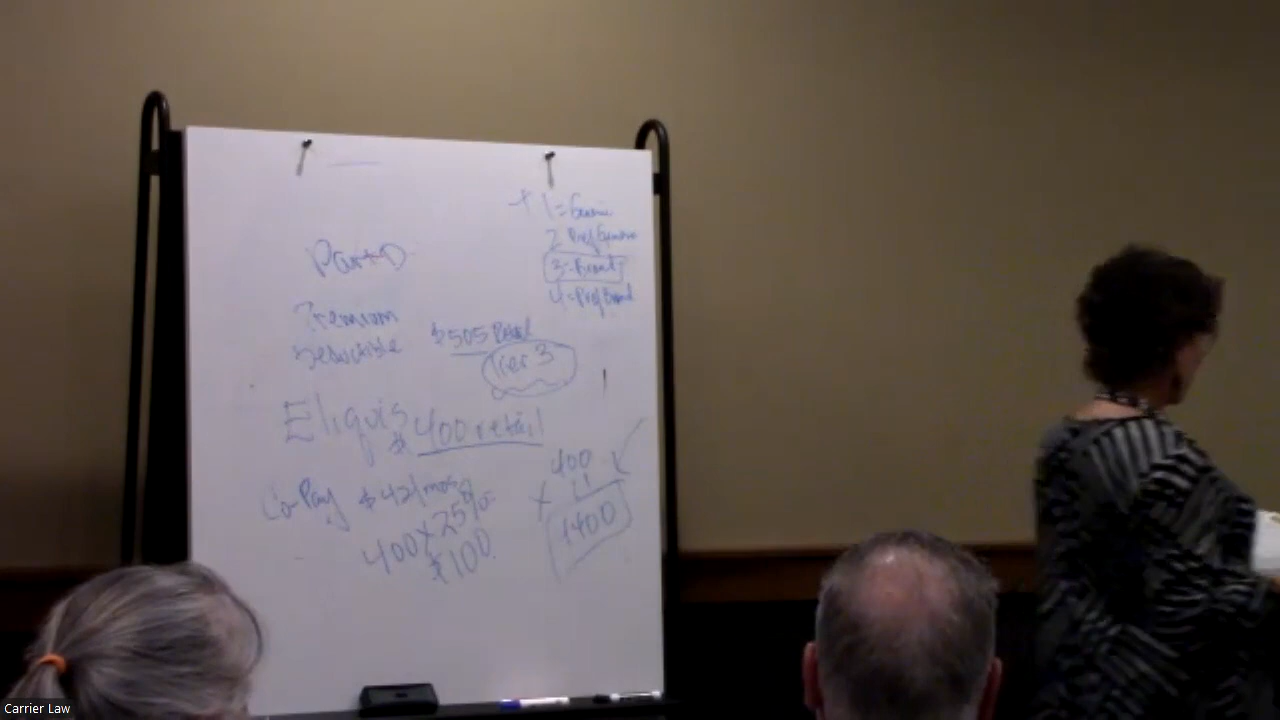 1 = Generic
2 Pref Generic
3 - Brand
4 = Pref Brand
Part D
Premium
Deductible $505
Tier 3
Eliquis $400 retail
Co-Pay $42/mos
400 x 25%
$100
400
x
1400
Carrier Law